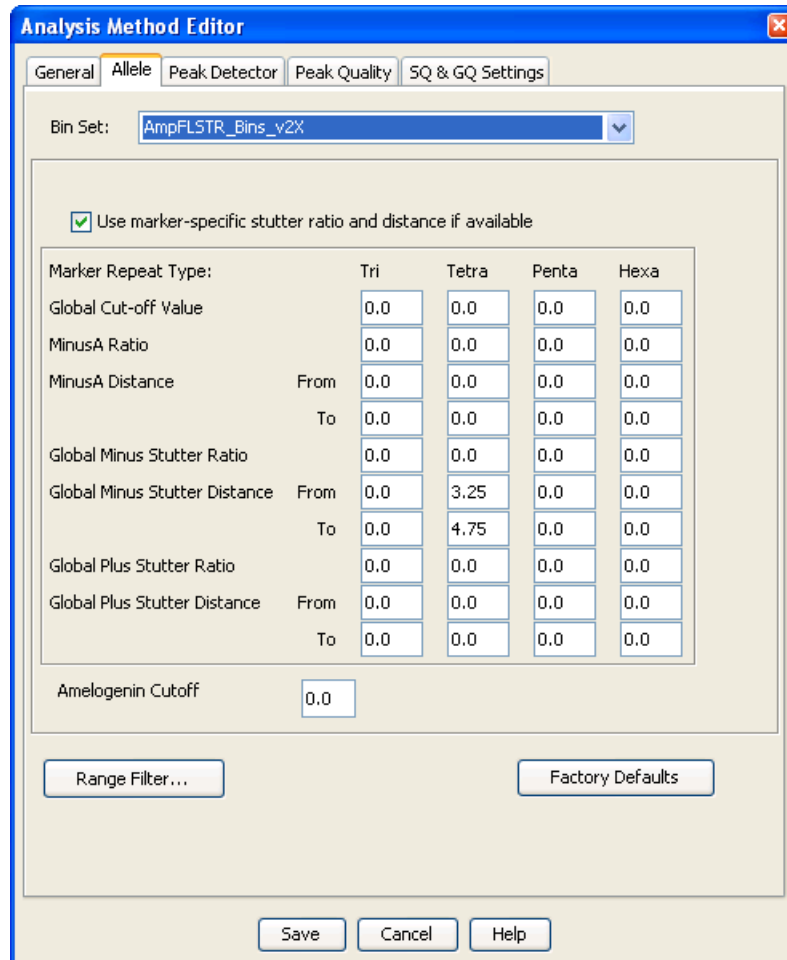 Analysis Method Editor
General Allele Peak Detector Peak Quality SQ & GQ Settings
Bin Set: AmpFLSTR_Bins_v2X
Use marker-specific stutter ratio and distance if available
Marker Repeat Type: Tri Tetra Penta Hexa
Global Cut-off Value 0.0 0.0 0.0 0.0
MinusA Ratio 0.0 0.0 0.0 0.0
MinusA Distance From 0.0 0.0 0.0 0.0
To 0.0 0.0 0.0 0.0
Global Minus Stutter Ratio 0.0 0.0 0.0 0.0
Global Minus Stutter Distance From 0.0 3.25 0.0 0.0
To 0.0 4.75 0.0 0.0
Global Plus Stutter Ratio 0.0 0.0 0.0 0.0
Global Plus Stutter Distance From 0.0 0.0 0.0 0.0
To 0.0 0.0 0.0 0.0
Amelogenin Cutoff 0.0
Range Filter... Factory Defaults
Save Cancel Help